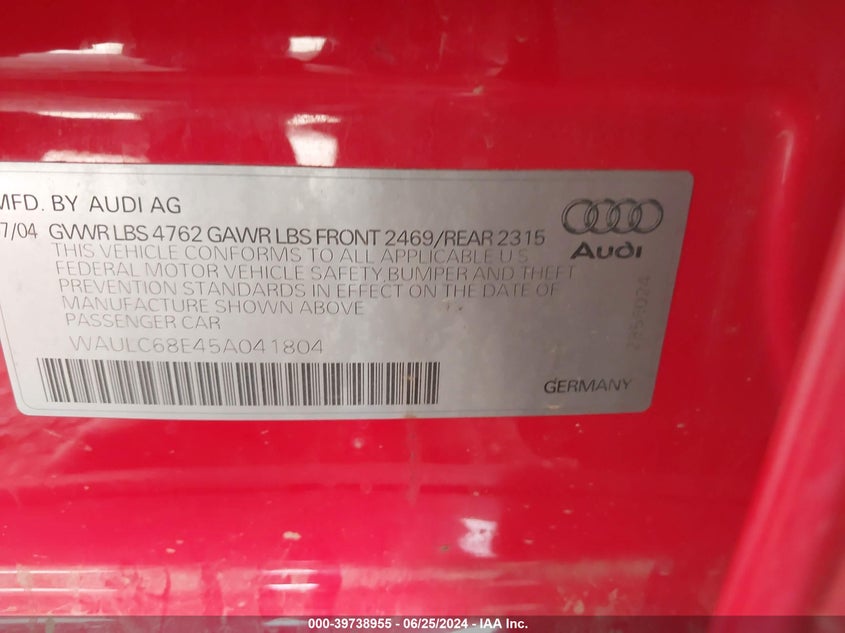 MFD. BY AUDI AG
7/04 GVWR LBS 4762 GAWR LBS FRONT 2469/REAR 2315
THIS VEHICLE CONFORMS TO ALL APPLICABLE U.S.
FEDERAL MOTOR VEHICLE SAFETY BUMPER AND THEFT
PREVENTION STANDARDS IN EFFECT ON THE DATE OF
MANUFACTURE SHOWN ABOVE
PASSENGER CAR
WAULC68E45A041804
Audi
GERMANY
000-39738955 - 06/25/2024 - IAA Inc.